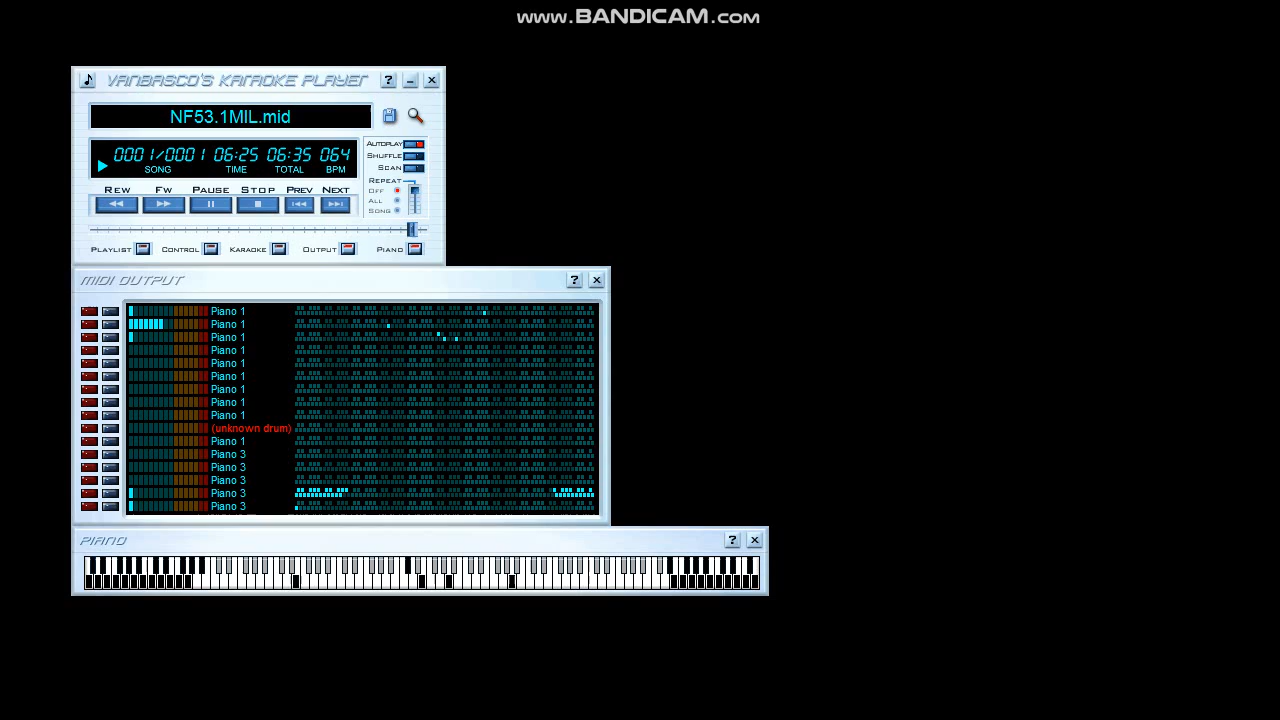 www.BANDICAM.com
VANBASCO'S KARAOKE PLAYER
?
NF53.1MIL.mid
0001/0001 06:25 06:35 064
SONG TIME TOTAL BPM
AUTOPLAY
SHUFFLE
SCAN
REPEAT
OFF
ALL
SONG
REW FW PAUSE STOP PREV NEXT
PLAYLIST CONTROL KARAOKE OUTPUT PIANO
MIDI OUTPUT
?
Piano 1
Piano 1
Piano 1
Piano 1
Piano 1
Piano 1
Piano 1
Piano 1
Piano 1
(unknown drum)
Piano 1
Piano 3
Piano 3
Piano 3
Piano 3
Piano 3
PIANO
?